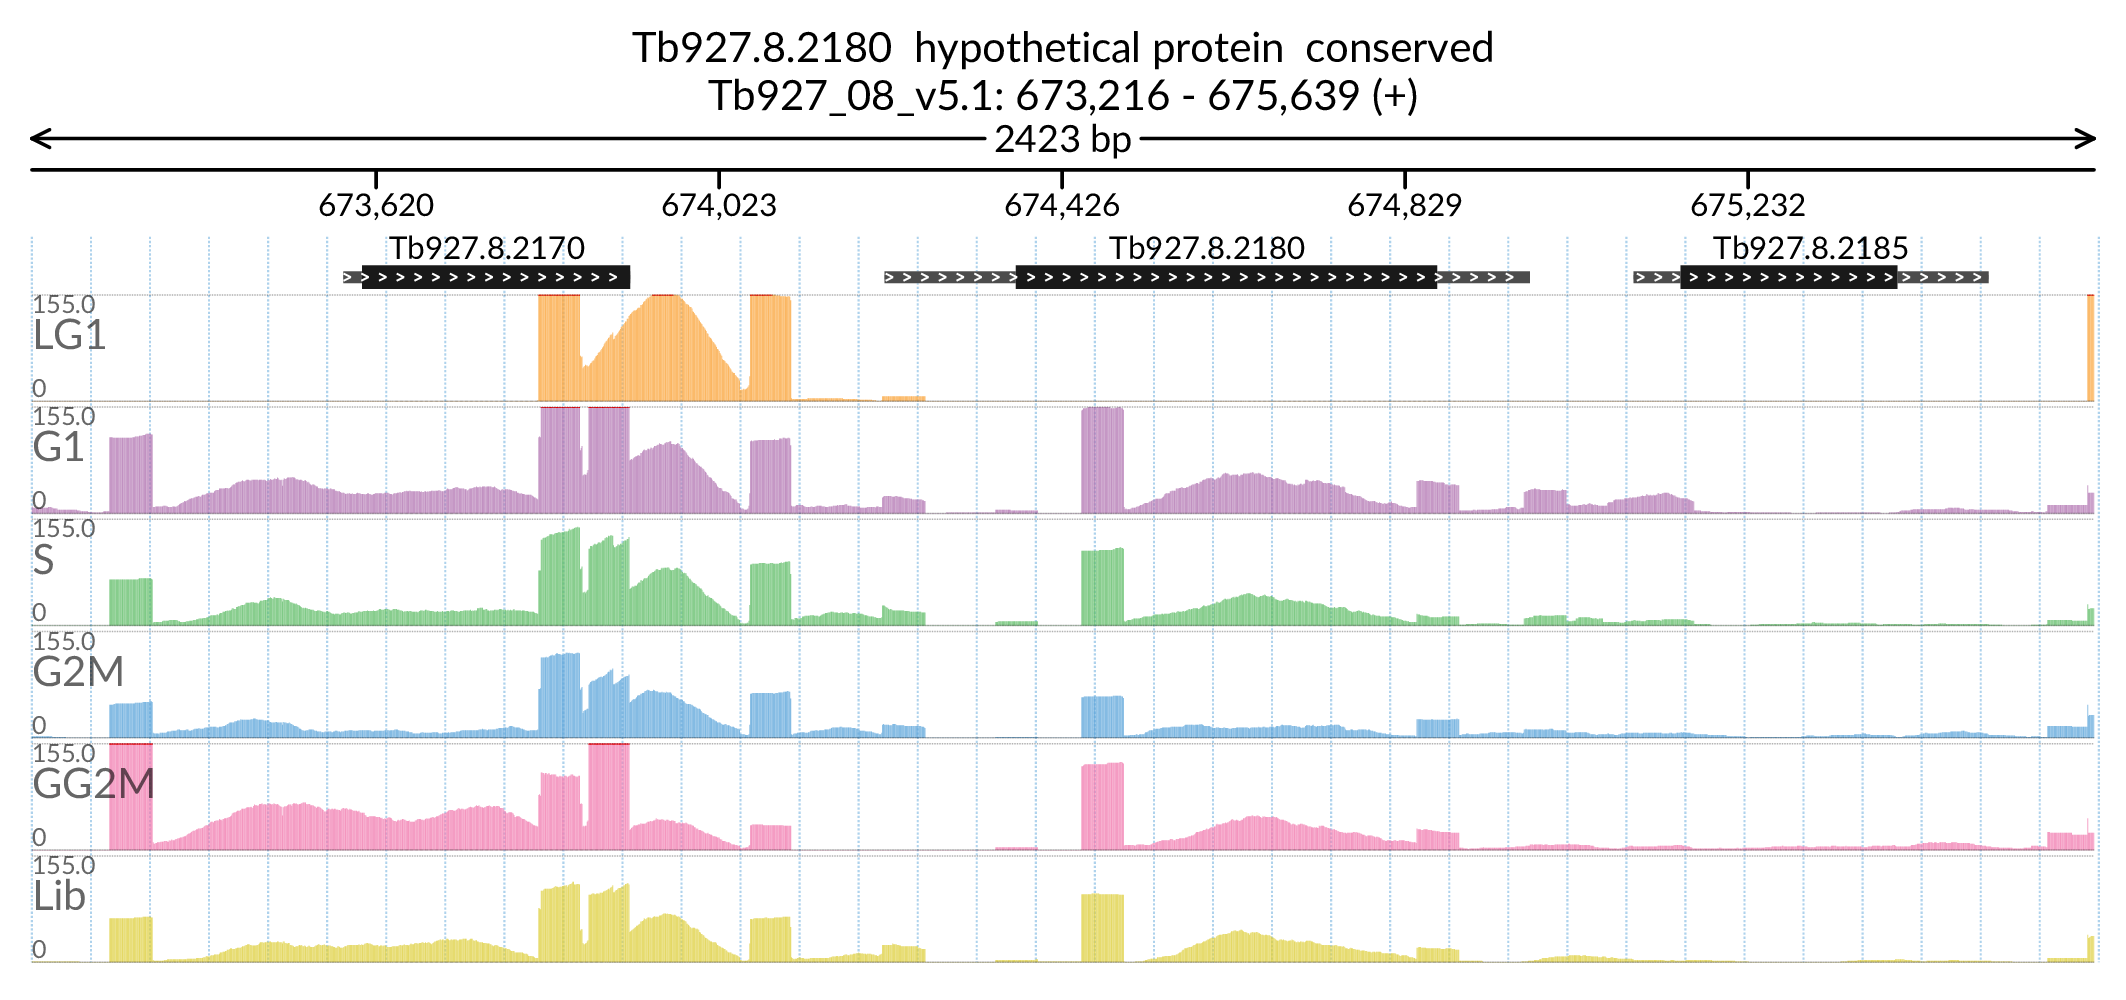 Tb927.8.2180  hypothetical protein  conserved
Tb927_08_v5.1: 673,216 - 675,639 (+)
2423 bp
673,620 674,023 674,426 674,829 675,232
Tb927.8.2170 Tb927.8.2180 Tb927.8.2185
155.0
LG1
0
155.0
G1
0
155.0
S
0
155.0
G2M
0
155.0
GG2M
0
155.0
Lib
0